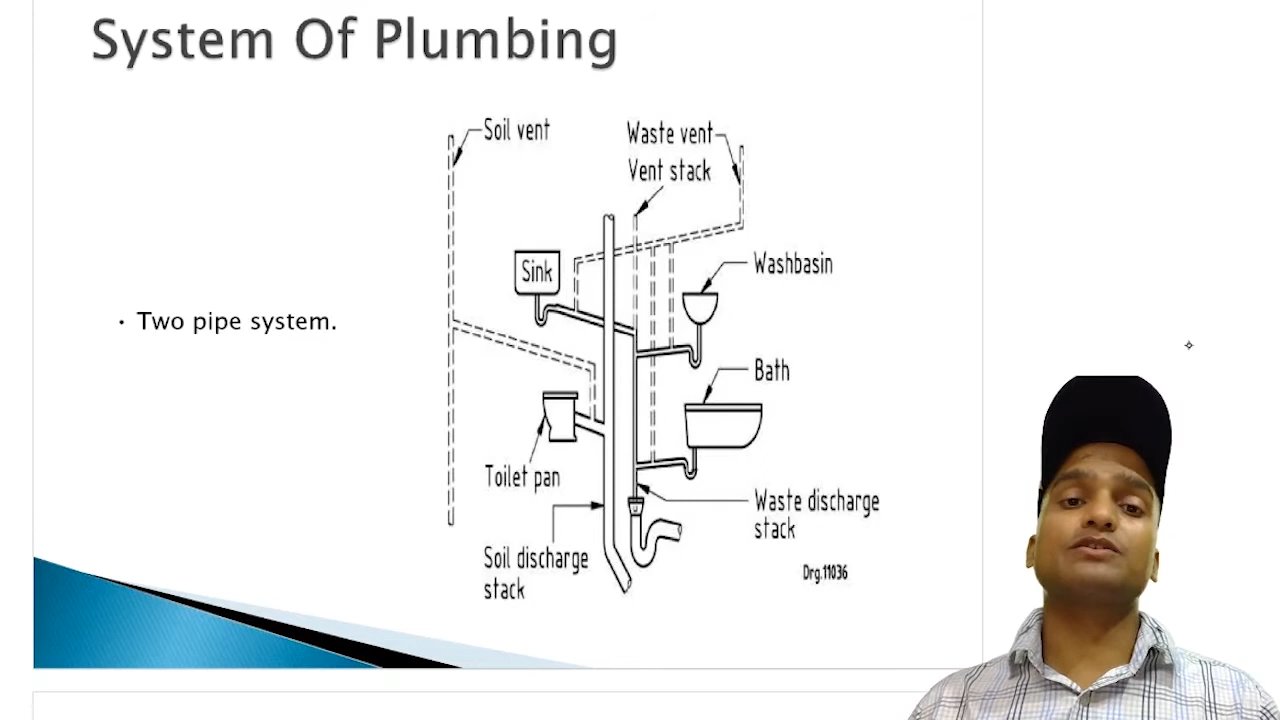 System Of Plumbing
Soil vent
Waste vent
Vent stack
Sink
Washbasin
• Two pipe system.
Bath
Toilet pan
Waste discharge
stack
Soil discharge
stack
Drg.11036